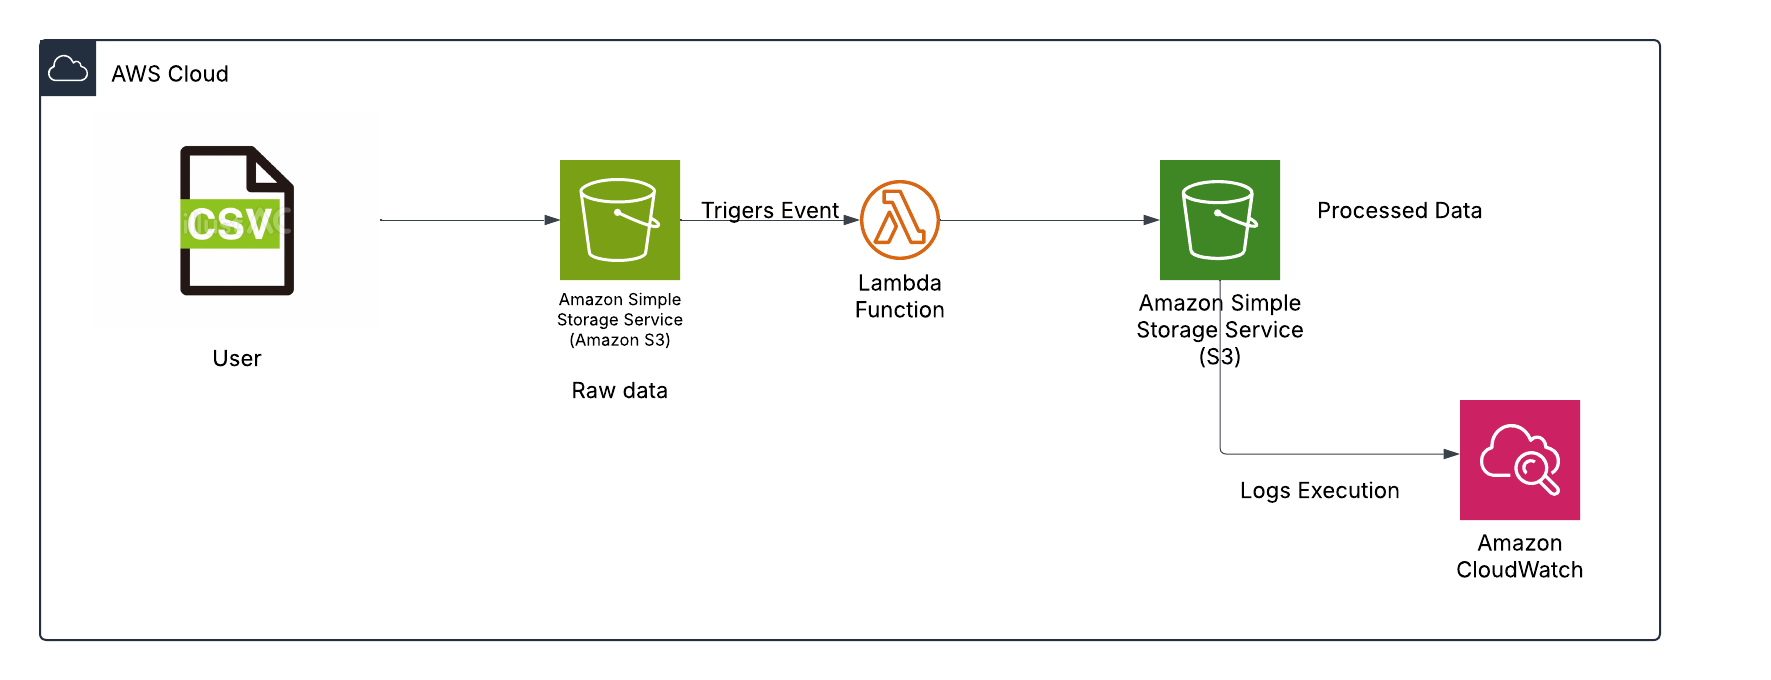 AWS Cloud
CSV
User
Amazon Simple
Storage Service
(Amazon S3)
Raw data
Trigers Event
Lambda
Function
Amazon Simple
Storage Service
(S3)
Processed Data
Logs Execution
Amazon
CloudWatch